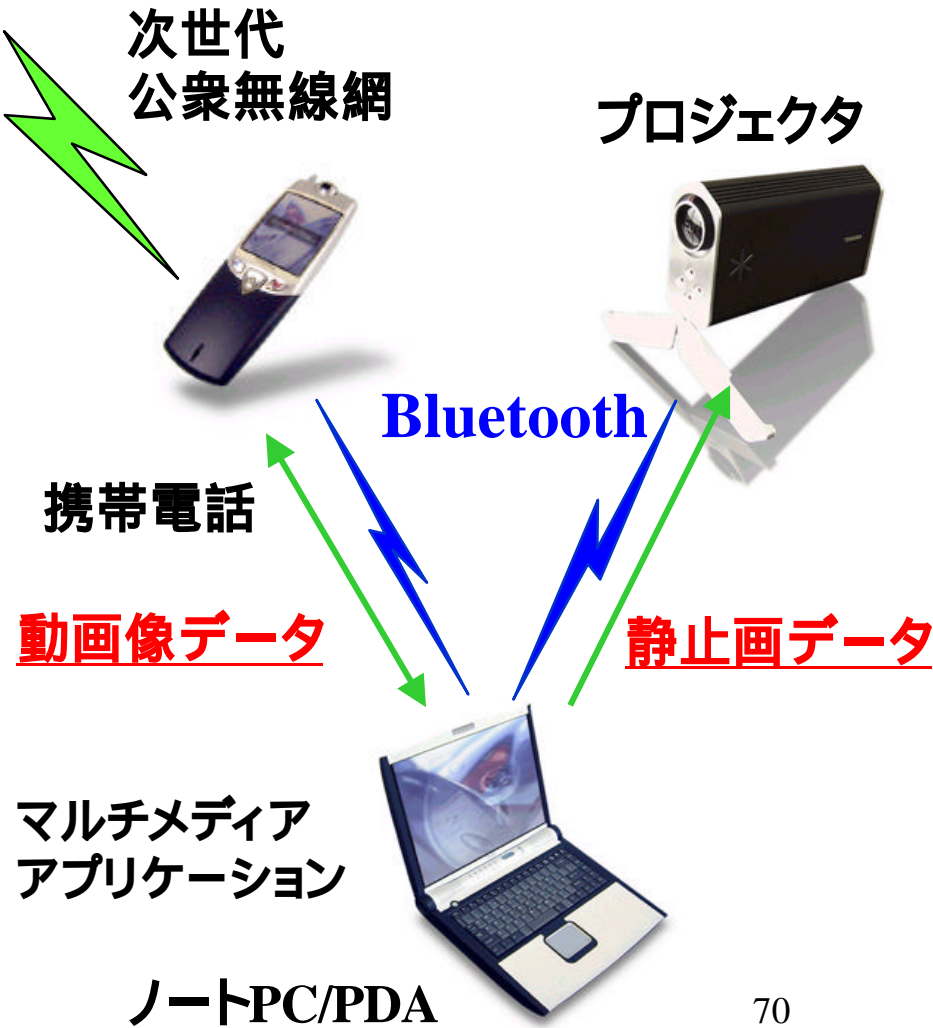 次世代
公衆無線網
プロジェクタ
Bluetooth
携帯電話
動画像データ
静止画データ
マルチメディア
アプリケーション
ノートPC/PDA
70